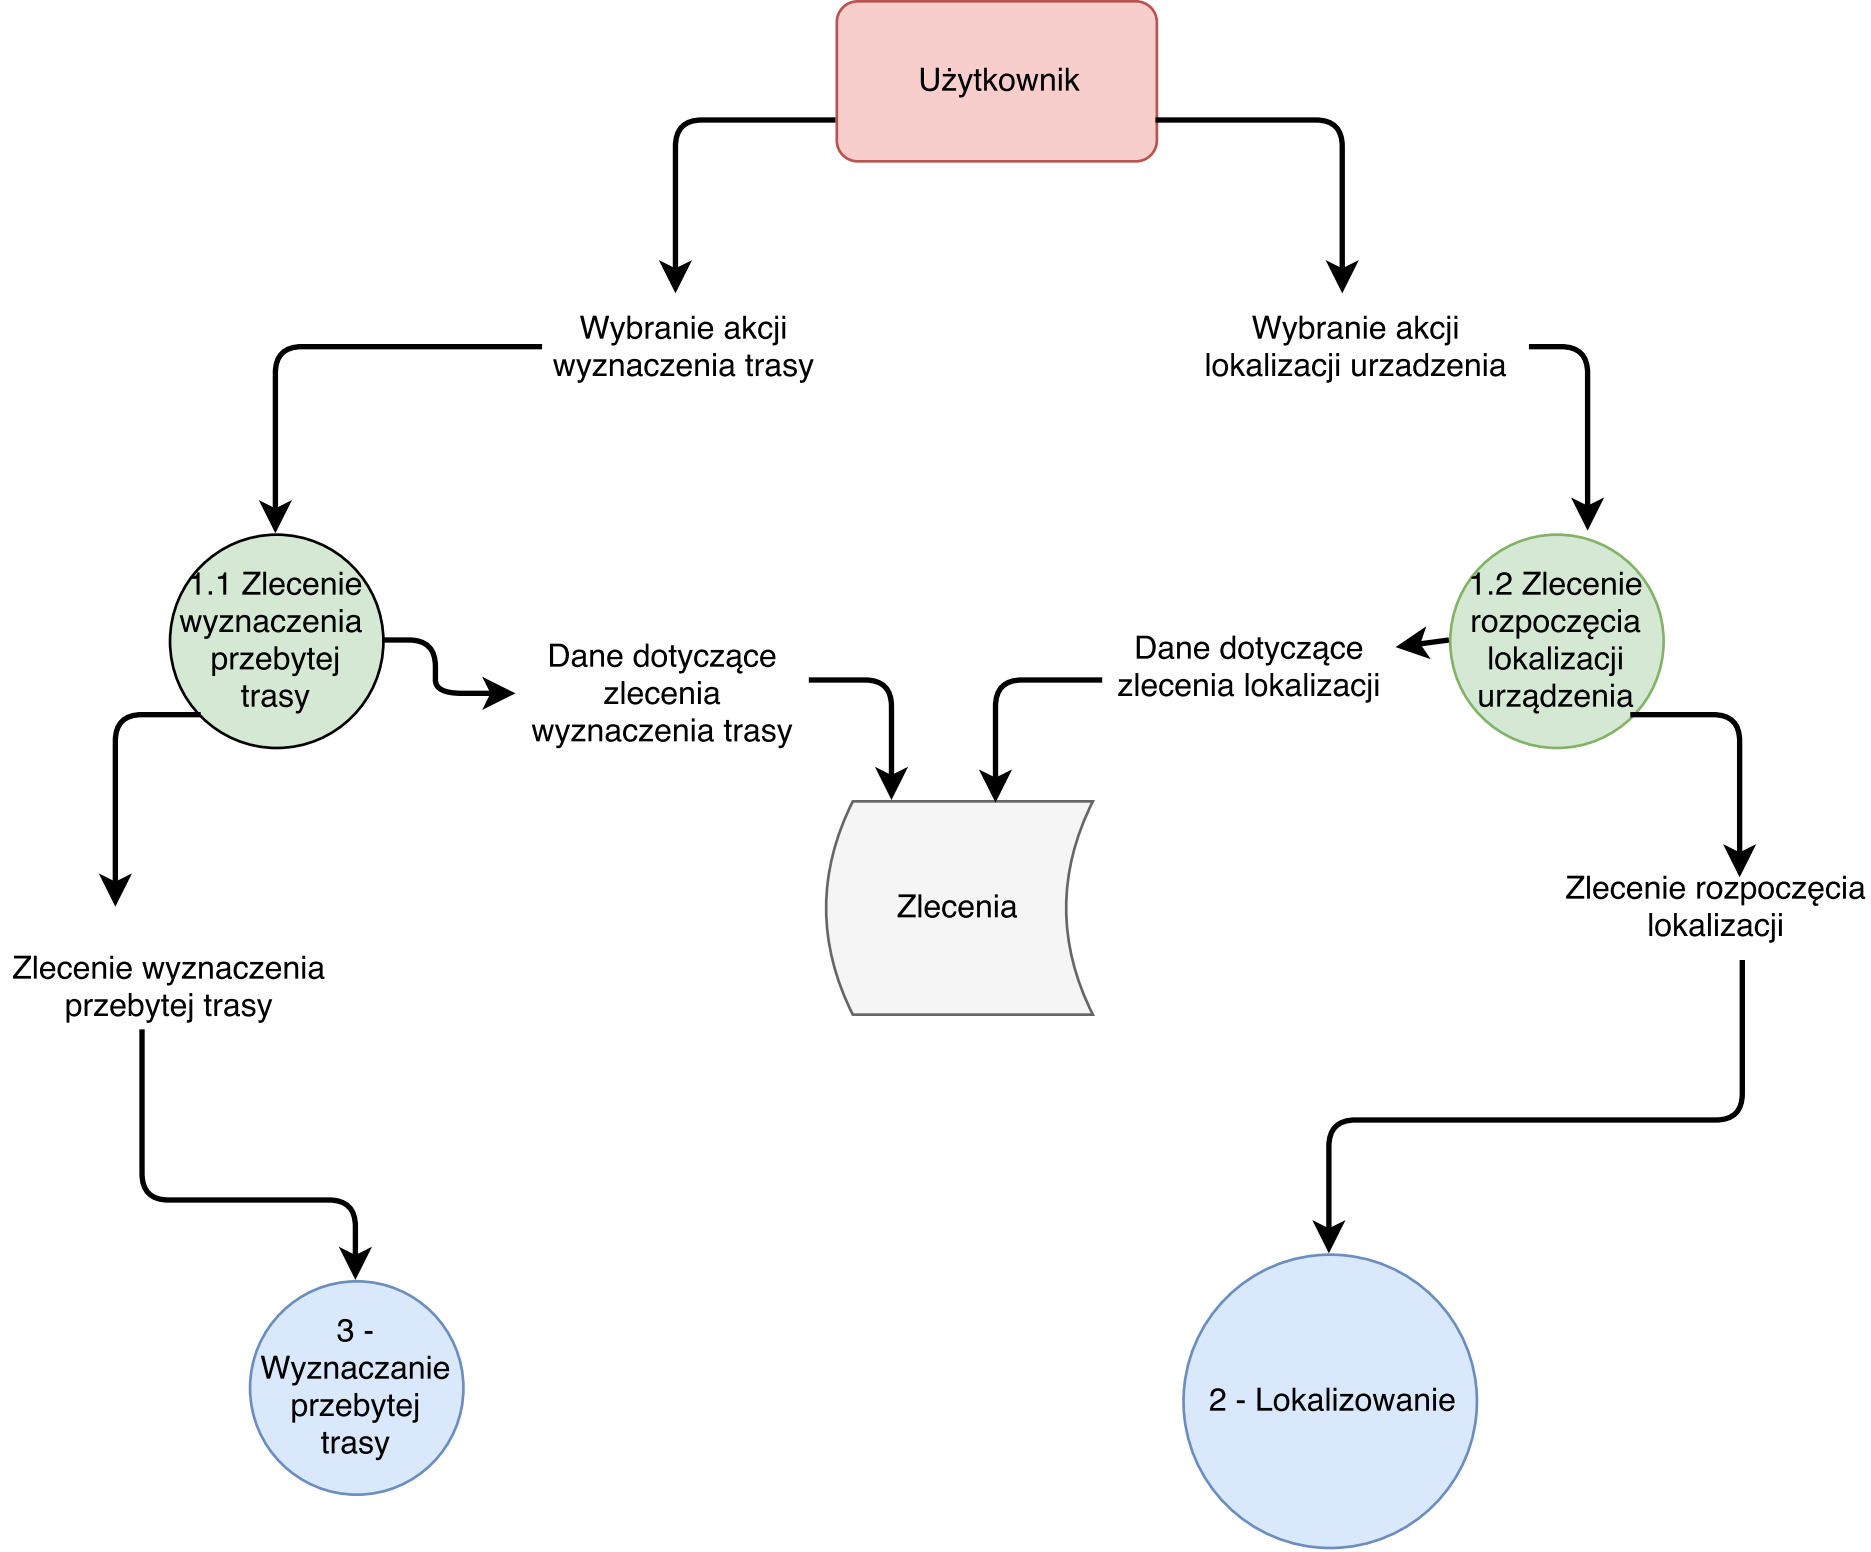 Użytkownik
Wybranie akcji
wyznaczenia trasy
Wybranie akcji
lokalizacji urzadzenia
1.1 Zlecenie
wyznaczenia
przebytej
trasy
Dane dotyczące
zlecenia
wyznaczenia trasy
Dane dotyczące
zlecenia lokalizacji
1.2 Zlecenie
rozpoczęcia
lokalizacji
urządzenia
Zlecenia
Zlecenie rozpoczęcia
lokalizacji
Zlecenie wyznaczenia
przebytej trasy
3 -
Wyznaczanie
przebytej
trasy
2 - Lokalizowanie